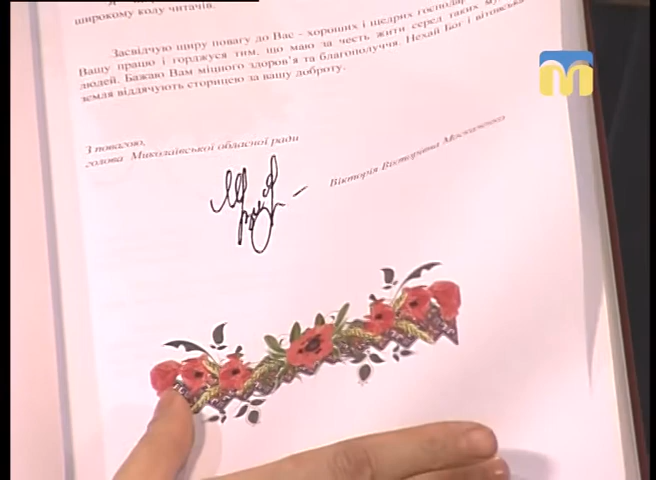 широкому колу читачів.
Засвідчую щиру повагу до Вас - хороших і щедрих
Вашу працю і горджуся тим, що маю за честь жити серед таких
людей. Бажаю Вам міцного здоров'я та благополуччя. Нехай Бог і
земля віддячують сторицею за вашу доброту.
З повагою,
голова Миколаївської обласної ради
Вікторія Вікторівна Москаленко